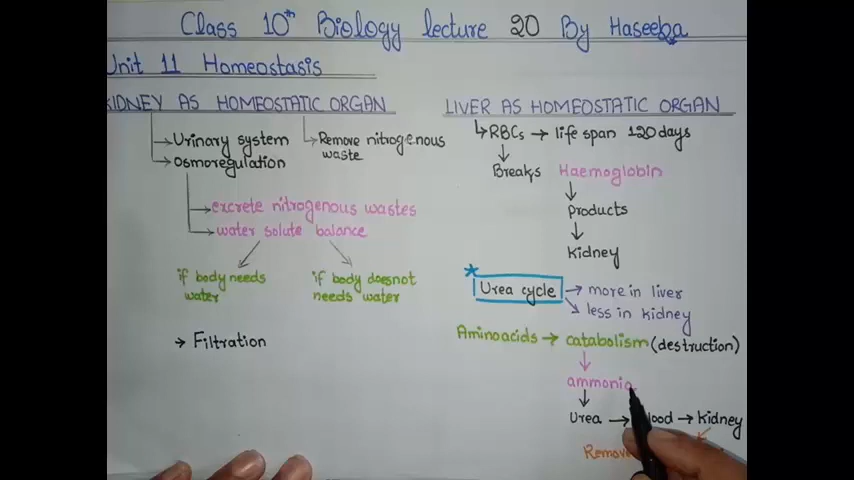 Class 10th Biology lecture 20 By Haseeba
Unit 11 Homeostasis
KIDNEY AS HOMEOSTATIC ORGAN
Urinary system
Osmoregulation
Remove nitrogenous
waste
excrete nitrogenous wastes
water solute balance
if body needs
water
if body doesnot
needs water
→ Filtration
LIVER AS HOMEOSTATIC ORGAN
RBCs → life span 120 days
Breaks Haemoglobin
products
kidney
* Urea cycle → more in liver
less in kidney
Aminoacids → catabolism (destruction)
ammonia
Urea → blood → kidney